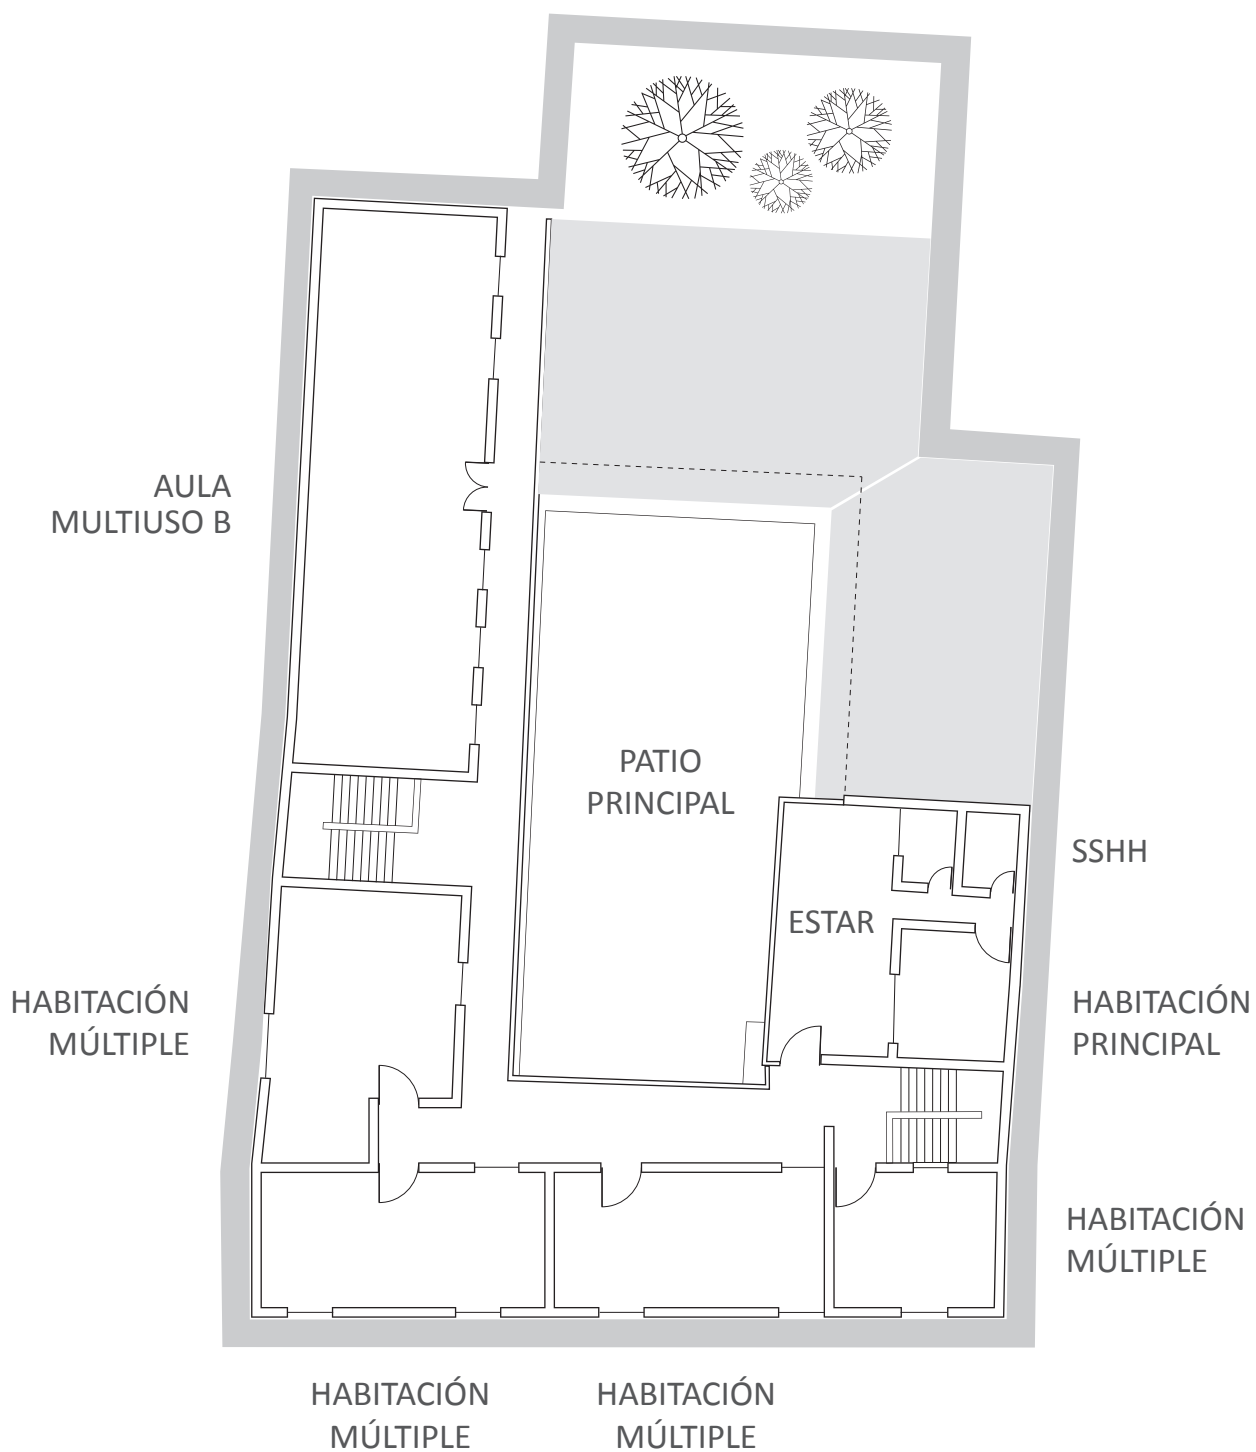 AULA
MULTIUSO B
PATIO
PRINCIPAL
SSHH
ESTAR
HABITACIÓN
MÚLTIPLE
HABITACIÓN
PRINCIPAL
HABITACIÓN
MÚLTIPLE
HABITACIÓN
MÚLTIPLE
HABITACIÓN
MÚLTIPLE